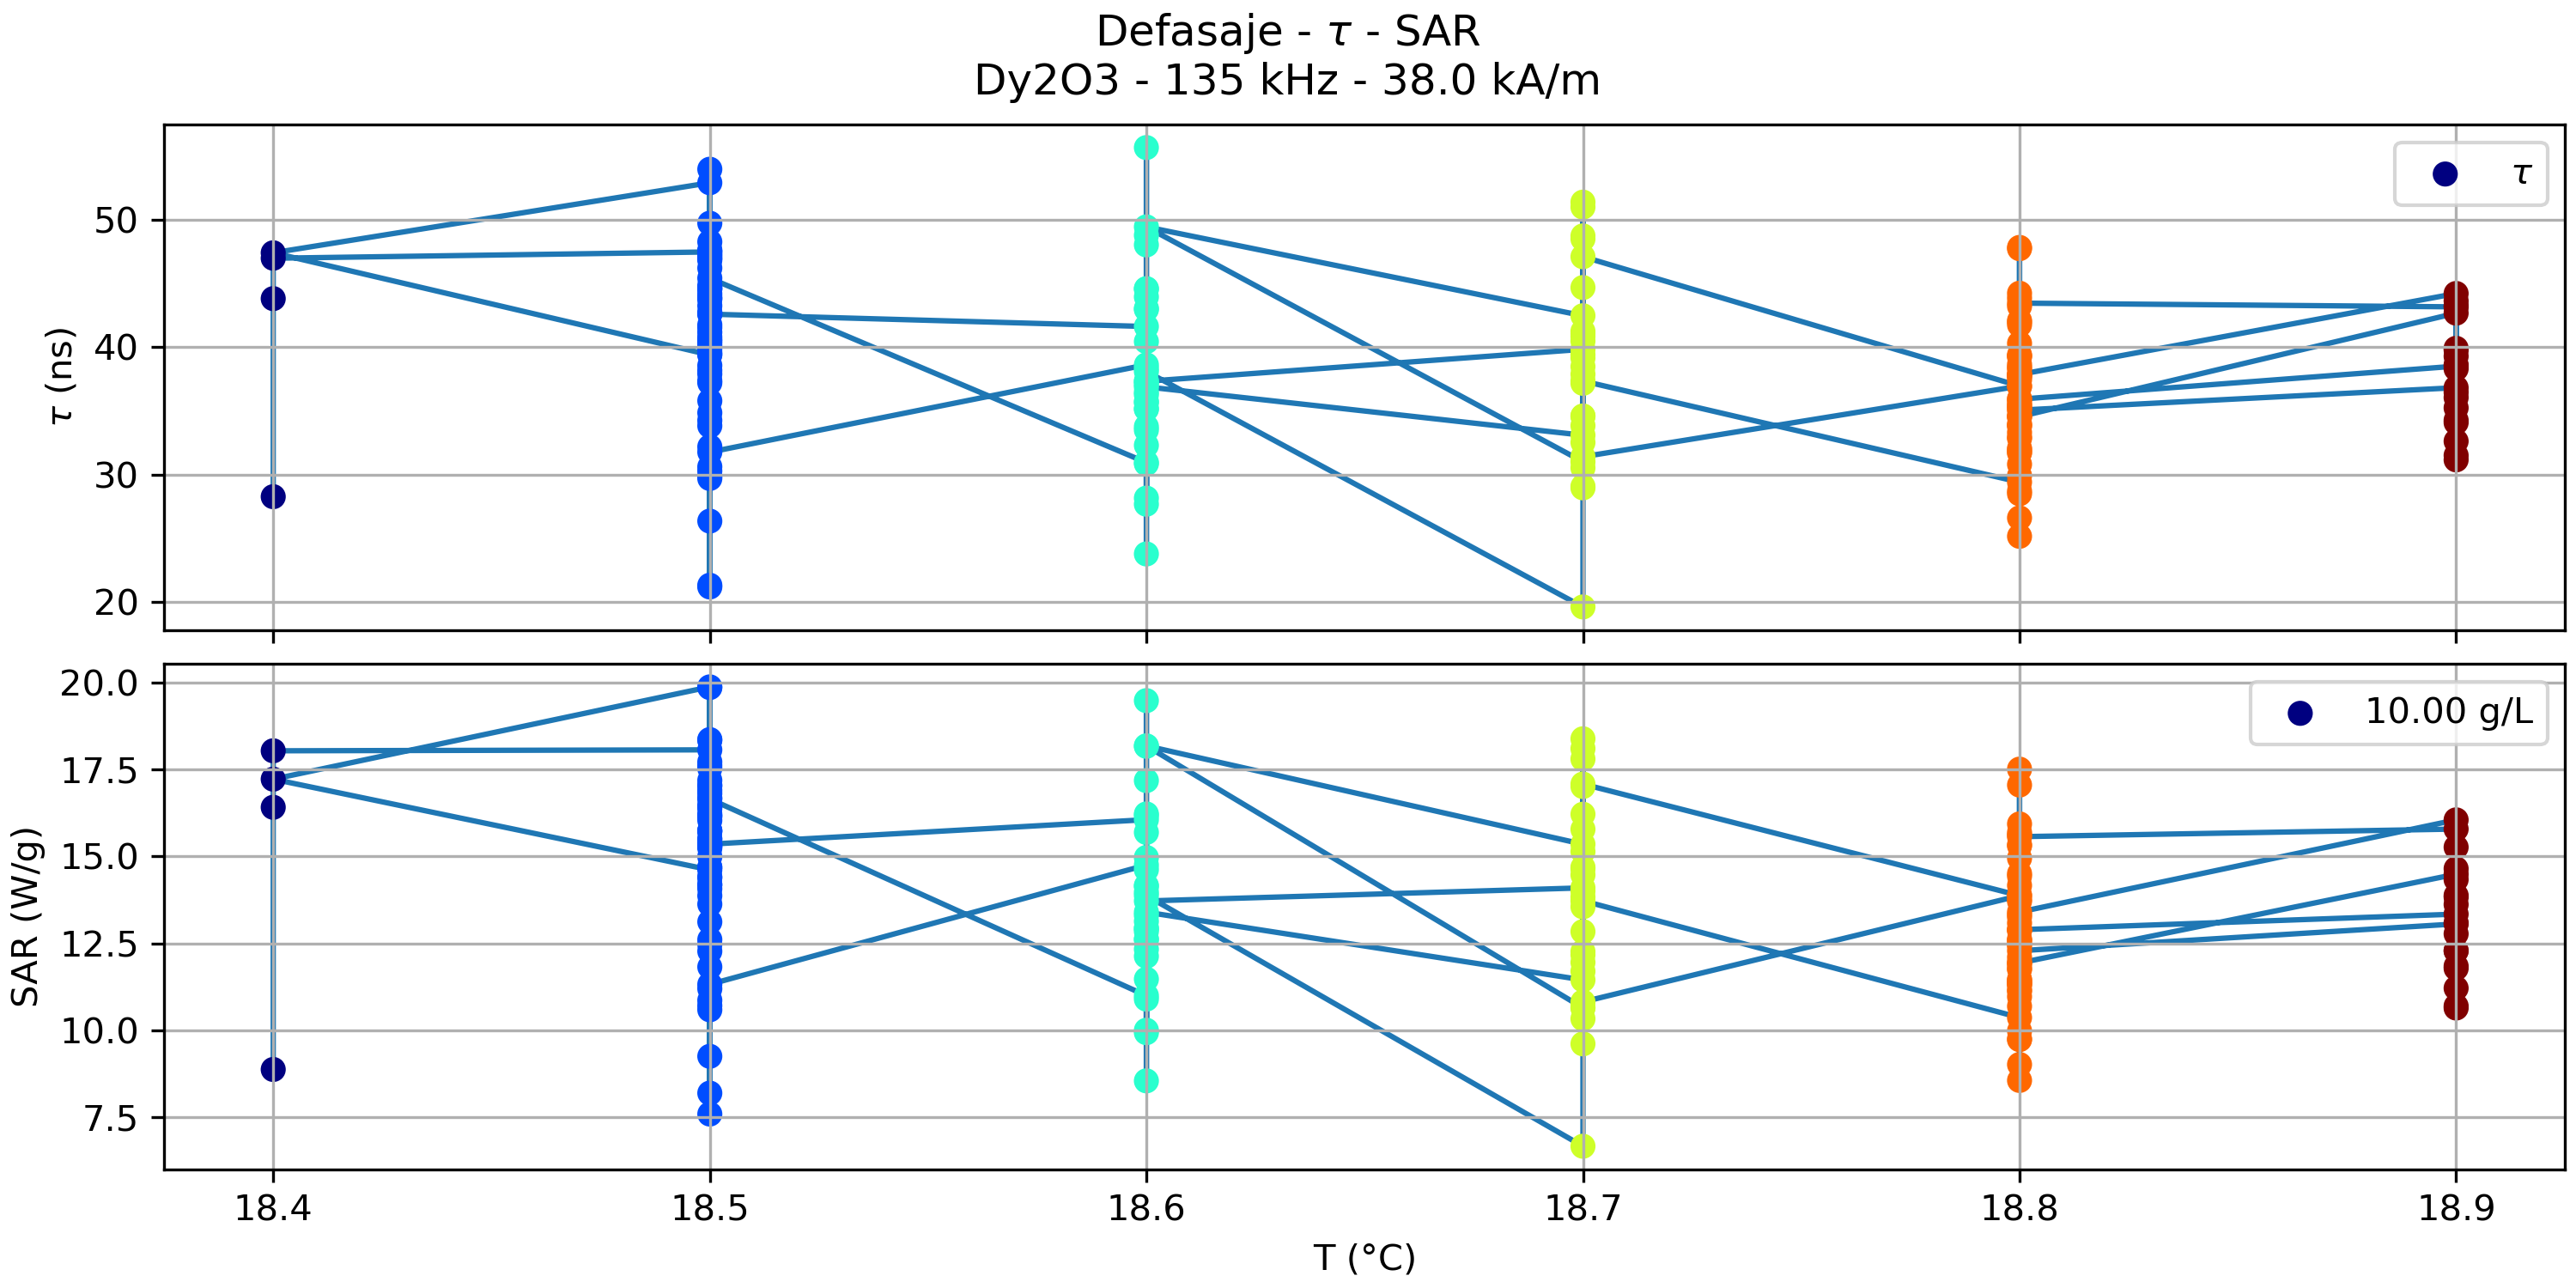 Defasaje - τ - SAR
Dy2O3 - 135 kHz - 38.0 kA/m
τ
τ (ns)
50
40
30
20
10.00 g/L
SAR (W/g)
20.0
17.5
15.0
12.5
10.0
7.5
18.4 18.5 18.6 18.7 18.8 18.9
T (°C)